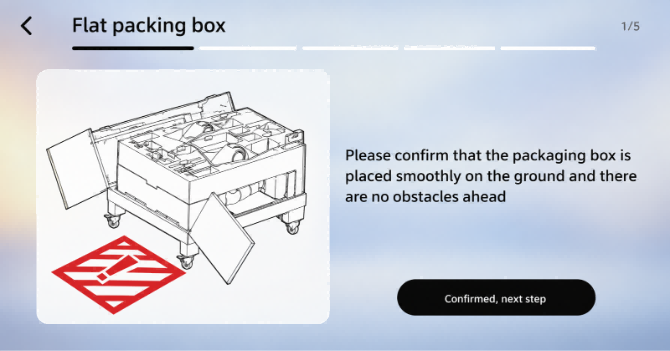 Flat packing box
1/5
Please confirm that the packaging box is
placed smoothly on the ground and there
are no obstacles ahead
Confirmed, next step